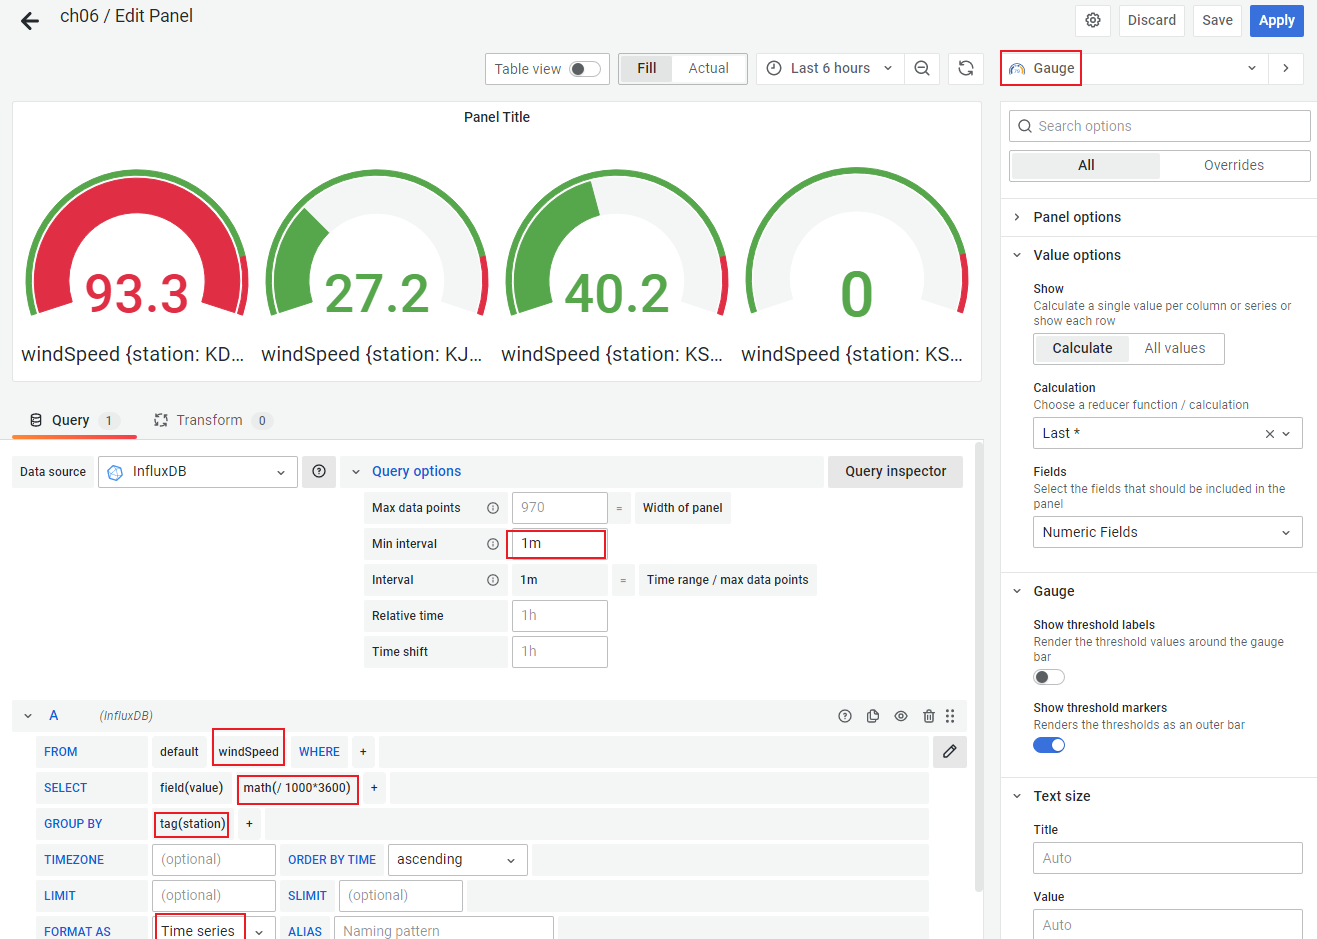 ch06 / Edit Panel
Discard
Save
Apply
Table view
Fill
Actual
Last 6 hours
Gauge
Panel Title
93.3
27.2
40.2
0
windSpeed {station: KD...
windSpeed {station: KJ...
windSpeed {station: KS...
windSpeed {station: KS...
Search options
All
Overrides
Panel options
Value options
Show
Calculate a single value per column or series or
show each row
Calculate
All values
Calculation
Choose a reducer function / calculation
Last *
Fields
Select the fields that should be included in the
panel
Numeric Fields
Gauge
Show threshold labels
Render the threshold values around the gauge
bar
Show threshold markers
Renders the thresholds as an outer bar
Text size
Title
Auto
Value
Auto
Query 1
Transform 0
Data source
InfluxDB
Query options
Query inspector
Max data points
970
=
Width of panel
Min interval
1m
Interval
1m
=
Time range / max data points
Relative time
1h
Time shift
1h
A
(InfluxDB)
FROM
default
windSpeed
WHERE
+
SELECT
field(value)
math(/ 1000*3600)
+
GROUP BY
tag(station)
+
TIMEZONE
(optional)
ORDER BY TIME
ascending
LIMIT
(optional)
SLIMIT
(optional)
FORMAT AS
Time series
ALIAS
Naming pattern